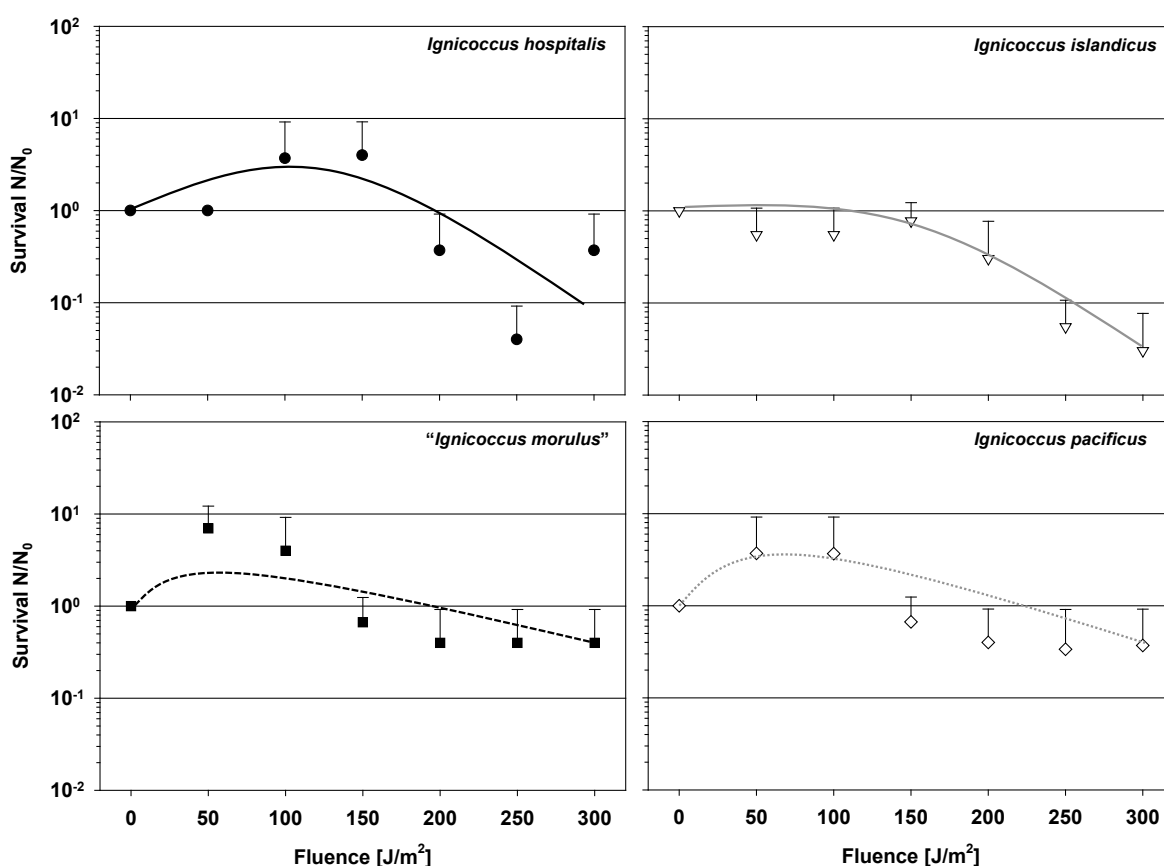 10²
10¹
10⁰
10⁻¹
10⁻²
Survival N/N₀
Ignicoccus hospitalis
Ignicoccus islandicus
10²
10¹
10⁰
10⁻¹
10⁻²
Survival N/N₀
“Ignicoccus morulus”
Ignicoccus pacificus
0 50 100 150 200 250 300
0 50 100 150 200 250 300
Fluence [J/m²]
Fluence [J/m²]